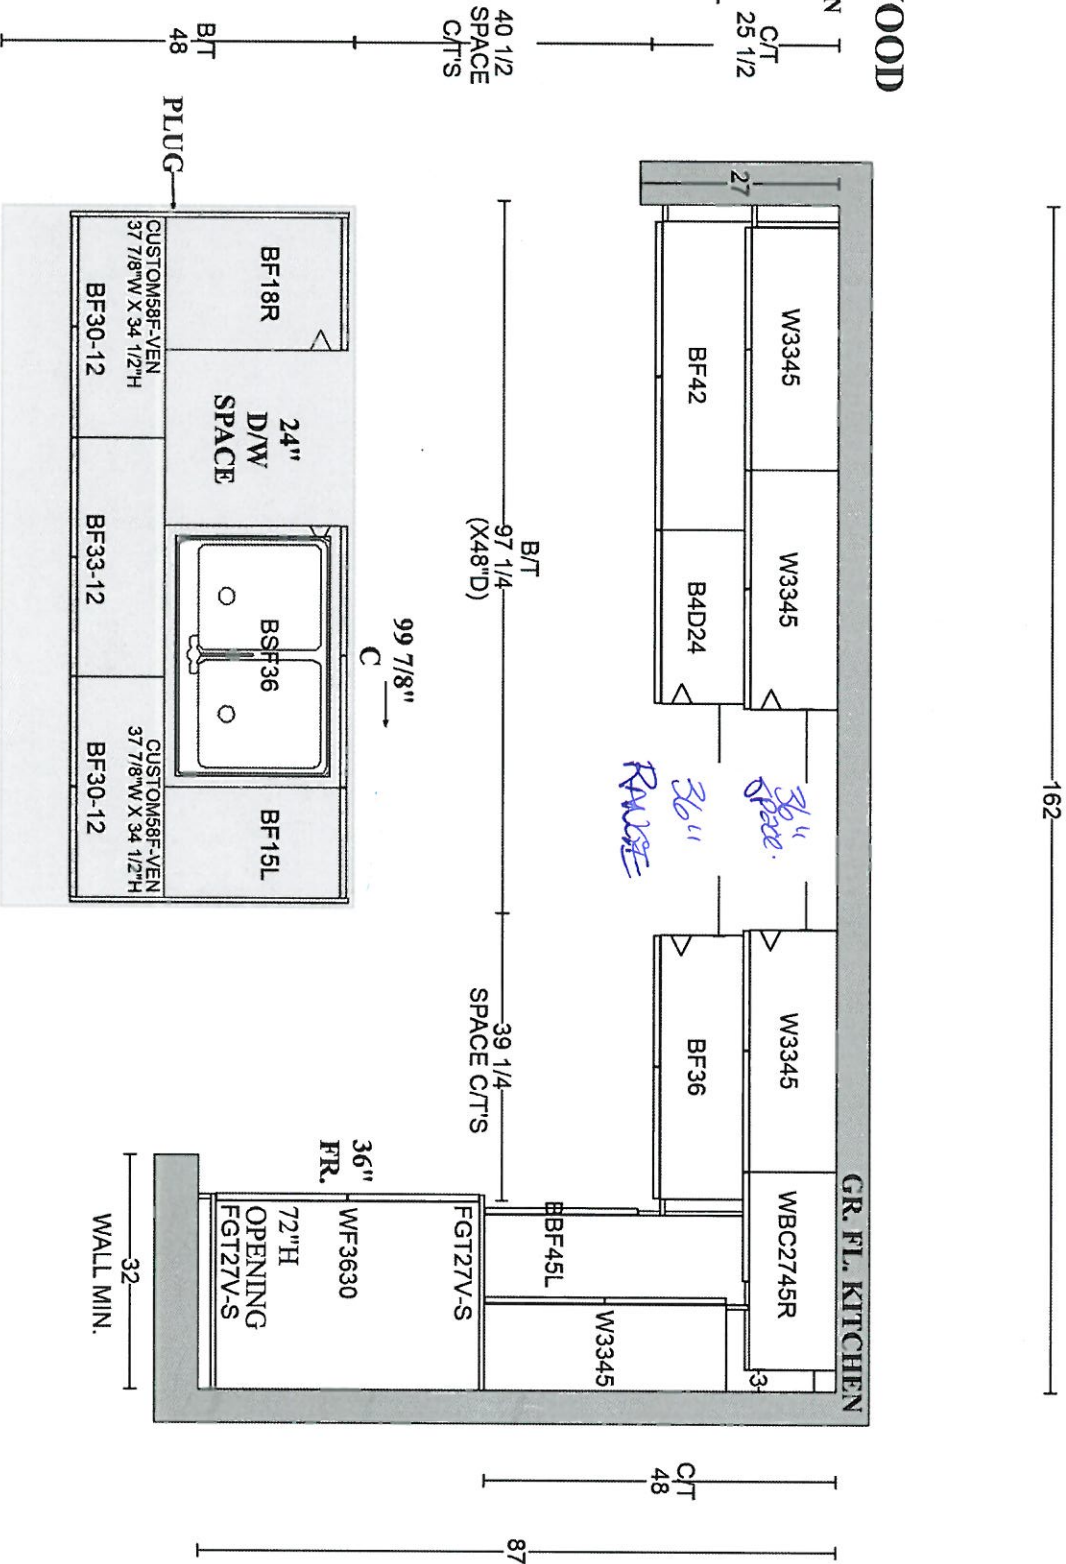 OOD
N
162
C/T
25 1/2
40 1/2
SPACE
C/T'S
B/T
48
27
W3345
W3345
36"
Space.
W3345
WBC2745R
GR. FL. KITCHEN
BF42
B4D24
36"
RANGE
BF36
3
B/T
97 1/4
(X48"D)
39 1/4
SPACE C/T'S
BBF45L
W3345
C/T
48
87
99 7/8"
C
PLUG
BF18R
24"
D/W
SPACE
BSF36
BF15L
CUSTOM58F-VEN
37 7/8"W X 34 1/2"H
CUSTOM58F-VEN
37 7/8"W X 34 1/2"H
BF30-12
BF33-12
BF30-12
36"
FR.
FGT27V-S
WF3630
72"H
OPENING
FGT27V-S
32
WALL MIN.